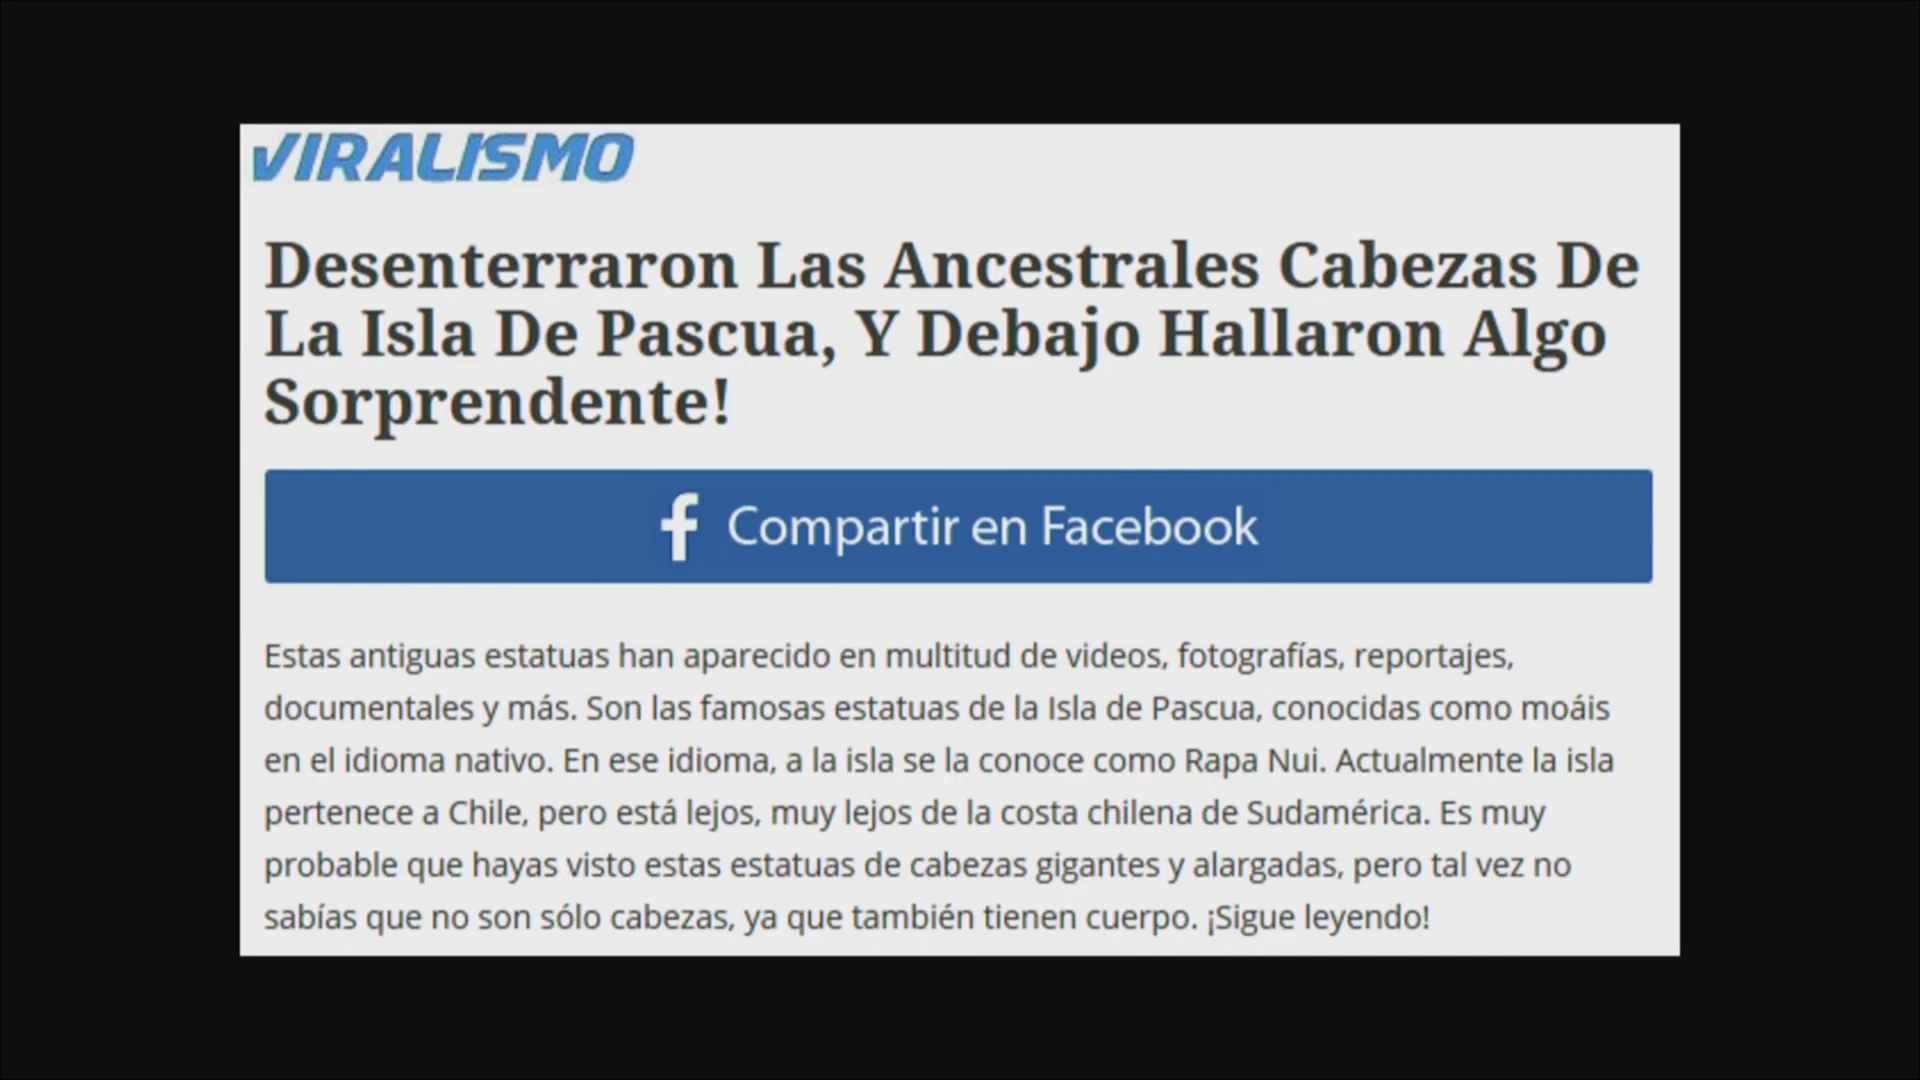 VIRALISMO
Desenterraron Las Ancestrales Cabezas De
La Isla De Pascua, Y Debajo Hallaron Algo
Sorprendente!
f Compartir en Facebook
Estas antiguas estatuas han aparecido en multitud de videos, fotografías, reportajes,
documentales y más. Son las famosas estatuas de la Isla de Pascua, conocidas como moáis
en el idioma nativo. En ese idioma, a la isla se la conoce como Rapa Nui. Actualmente la isla
pertenece a Chile, pero está lejos, muy lejos de la costa chilena de Sudamérica. Es muy
probable que hayas visto estas estatuas de cabezas gigantes y alargadas, pero tal vez no
sabías que no son sólo cabezas, ya que también tienen cuerpo. ¡Sigue leyendo!